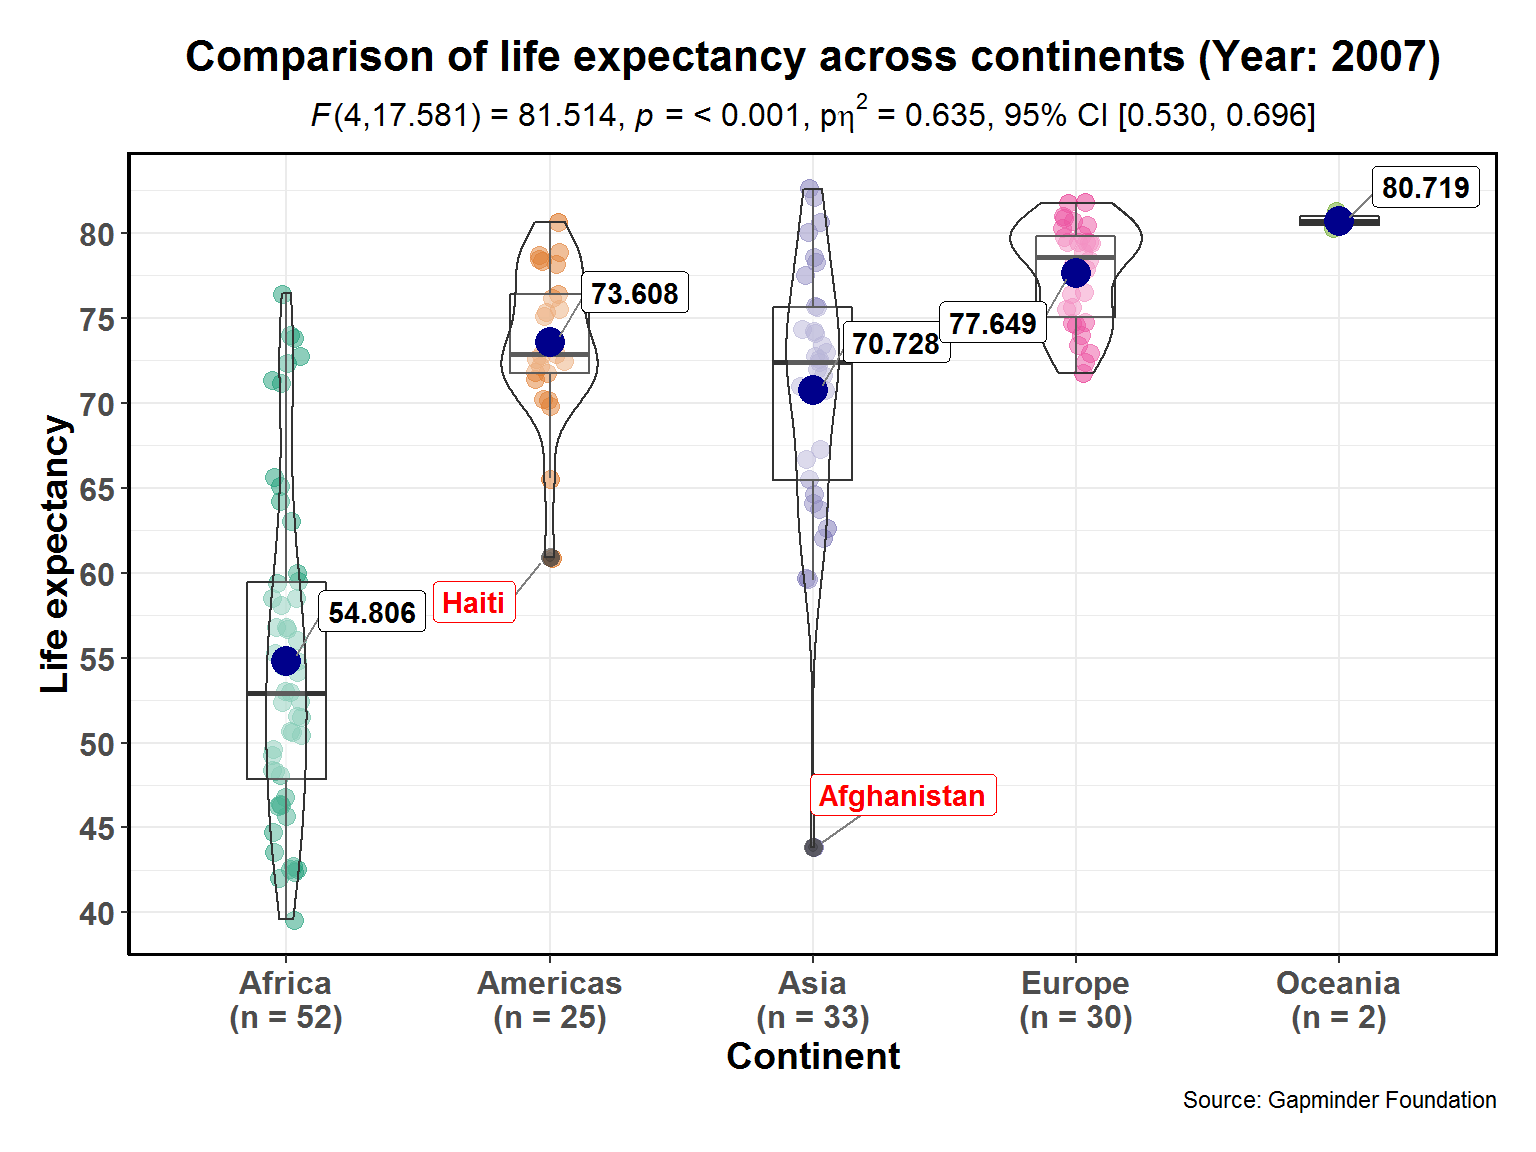 Comparison of life expectancy across continents (Year: 2007)
F(4,17.581) = 81.514, p = < 0.001, pη² = 0.635, 95% CI [0.530, 0.696]
Life expectancy
80
75
70
65
60
55
50
45
40
80.719
73.608
70.728
77.649
54.806
Haiti
Afghanistan
Africa
(n = 52)
Americas
(n = 25)
Asia
(n = 33)
Europe
(n = 30)
Oceania
(n = 2)
Continent
Source: Gapminder Foundation